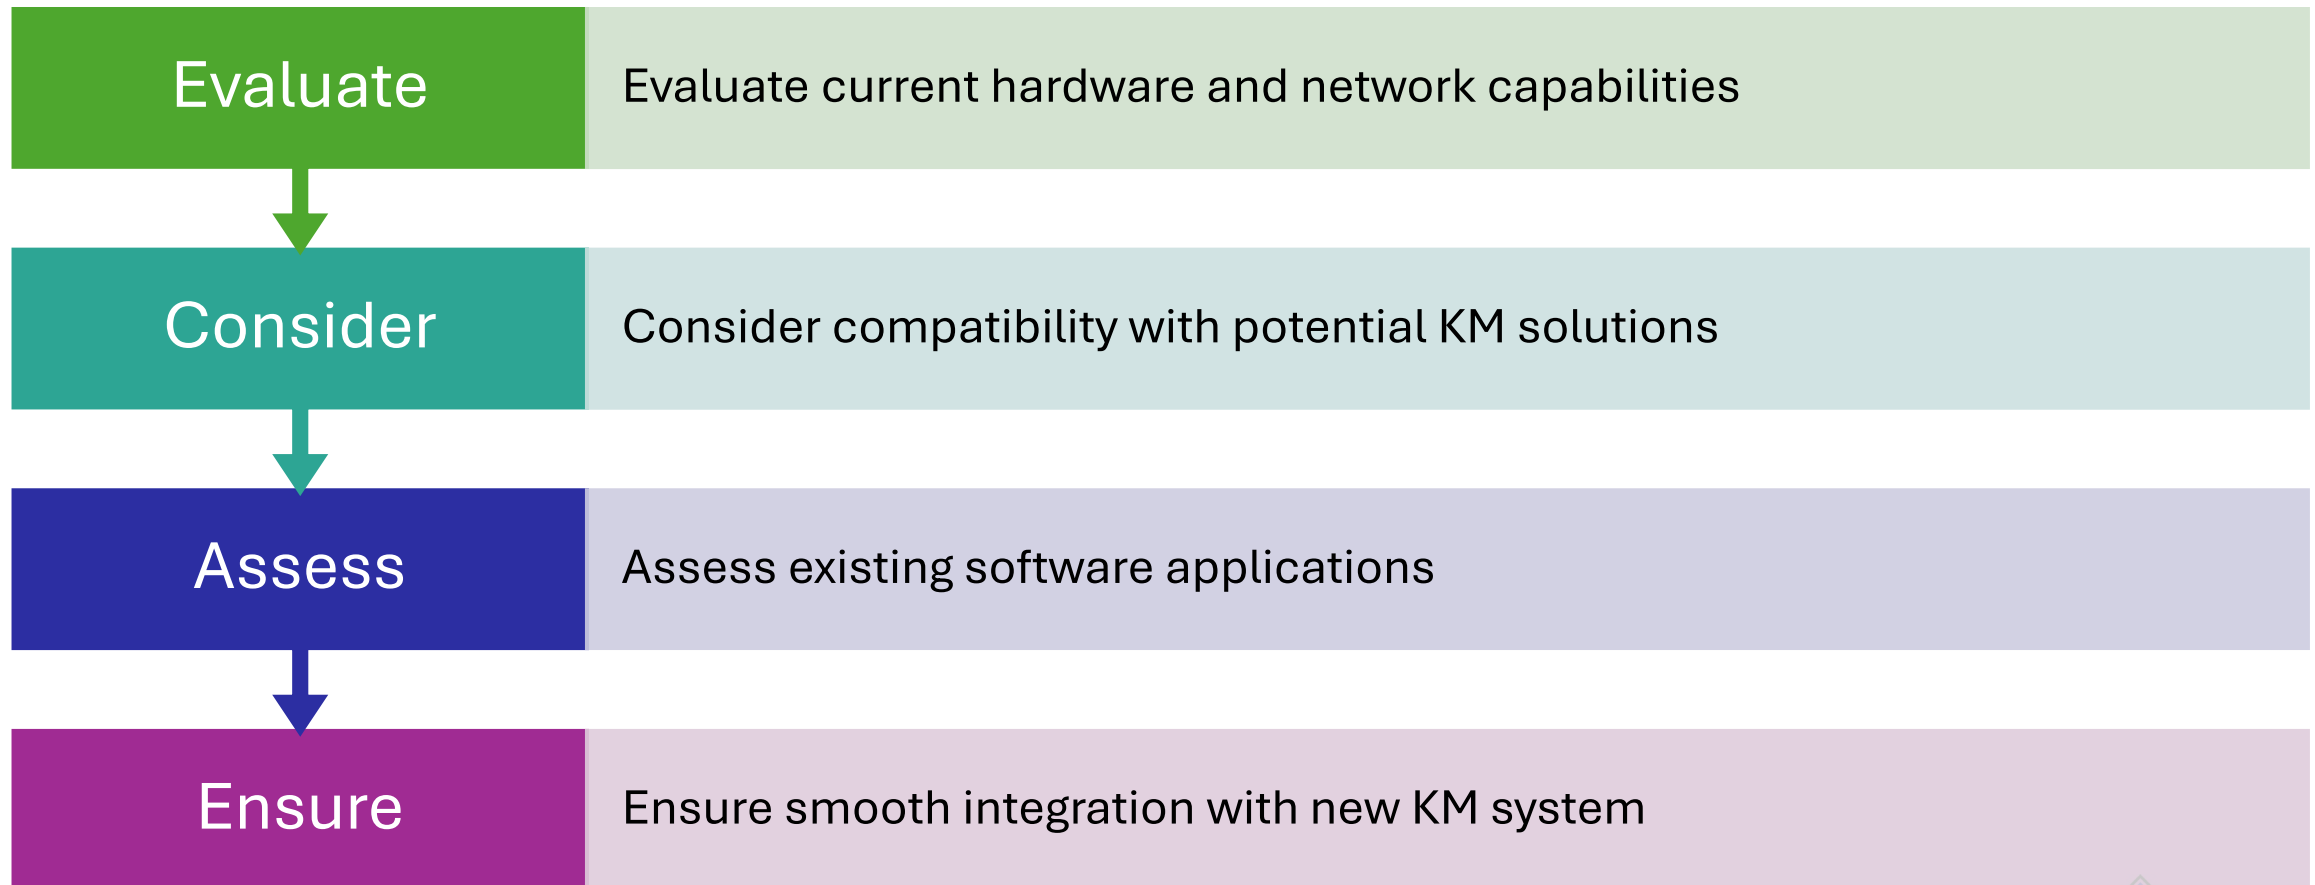 Evaluate
Evaluate current hardware and network capabilities
Consider
Consider compatibility with potential KM solutions
Assess
Assess existing software applications
Ensure
Ensure smooth integration with new KM system